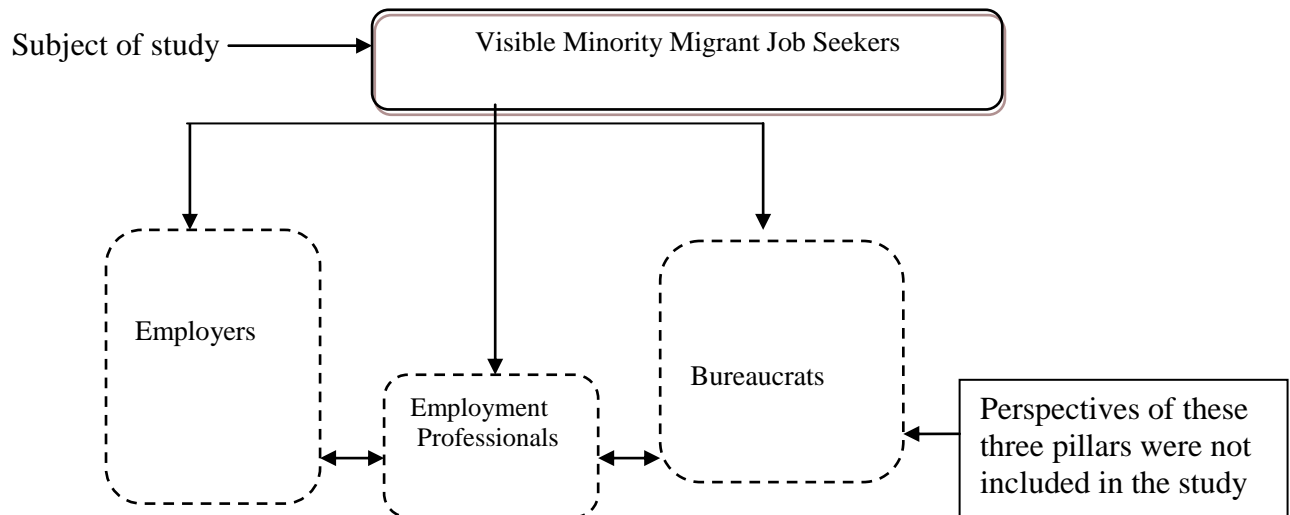 Subject of study
Visible Minority Migrant Job Seekers
Employers
Employment
Professionals
Bureaucrats
Perspectives of these
three pillars were not
included in the study